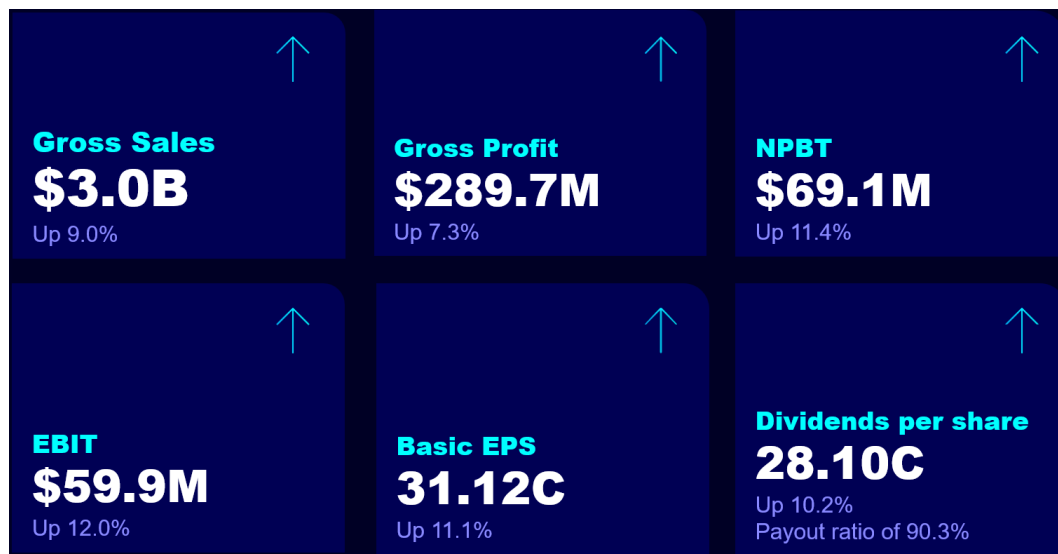 Gross Sales
$3.0B
Up 9.0%
Gross Profit
$289.7M
Up 7.3%
NPBT
$69.1M
Up 11.4%
EBIT
$59.9M
Up 12.0%
Basic EPS
31.12C
Up 11.1%
Dividends per share
28.10C
Up 10.2%
Payout ratio of 90.3%